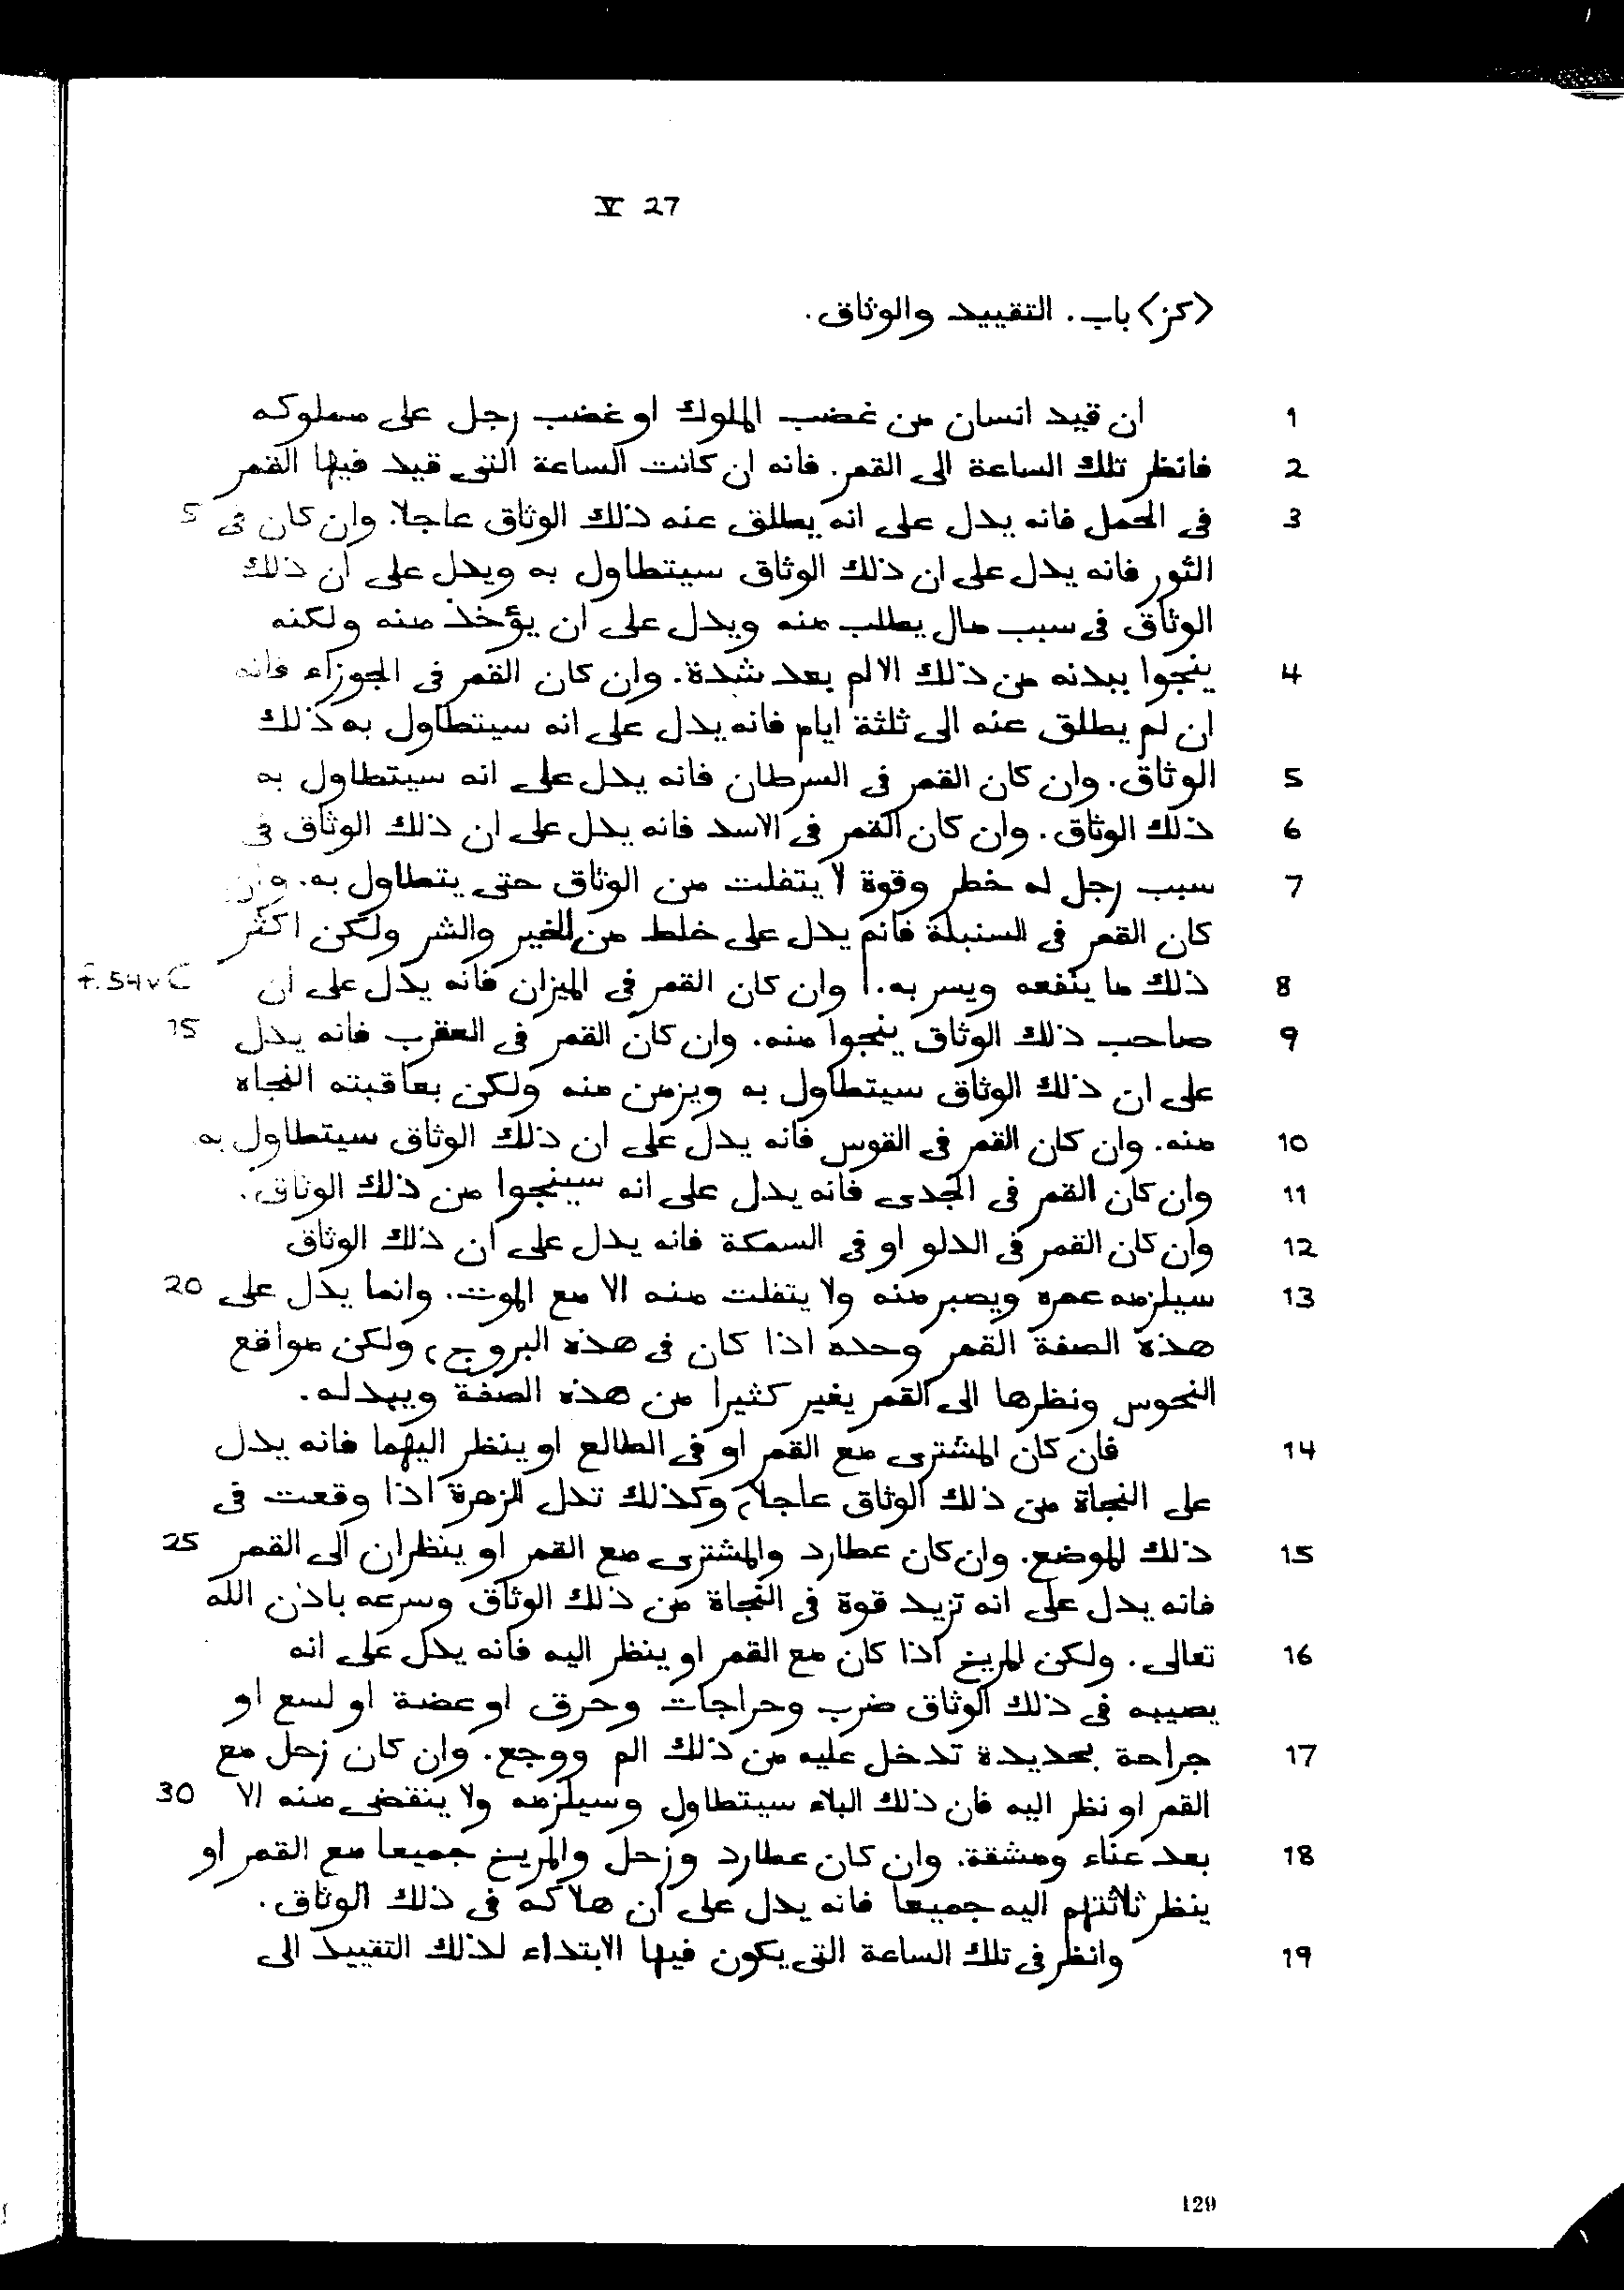 V 27
<كز> باب. التقييد والوثاق.
1 ان قيد انسان من غضب الملوك او غضب رجل على مملوكه
2 فانظر تلك الساعة الى القمر. فانه ان كانت الساعة التى قيد فيها القمر
3 فى الحمل فانه يدل على انه يطلق عنه ذلك الوثاق عاجلا. وان كان فى 5
الثور فانه يدل على ان ذلك الوثاق سيتطاول به ويدل على ان ذلك
الوثاق فى سبب مال يطلب منه ويدل على ان يؤخذ منه ولكنه
4 ينجوا ببدنه من ذلك الالم بعد شدة. وان كان القمر فى الجوزاء فانه
ان لم يطلق عنه الى ثلثة ايام فانه يدل على انه سيتطاول به ذلك
5 الوثاق. وان كان القمر فى السرطان فانه يدل على انه سيتطاول به
6 ذلك الوثاق. وان كان القمر فى الاسد فانه يدل على ان ذلك الوثاق فى
7 سبب رجل له خطر وقوة لا يتفلت من الوثاق حتى يتطاول به. وان
كان القمر فى السنبلة فانه يدل على خلط من الخير والشر ولكن اكثر
8 ذلك ما ينفعه ويسر به.| وان كان القمر فى الميزان فانه يدل على ان f.54v C
9 صاحب ذلك الوثاق ينجوا منه. وان كان القمر فى العقرب فانه يدل 15
على ان ذلك الوثاق سيتطاول به ويزمن منه ولكن بعاقبته النجاه
10 منه. وان كان القمر فى القوس فانه يدل على ان ذلك الوثاق سيتطاول به.
11 وان كان القمر فى الجدى فانه يدل على انه سينجوا من ذلك الوثاق.
12 وان كان القمر فى الدلو او فى السمكة فانه يدل على ان ذلك الوثاق
13 سيلزمه عمره ويصبر منه ولا يتفلت منه الا مع الموت. وانما يدل على 20
هذه الصفة القمر وحده اذا كان فى هذه البروج، ولكن مواقع
النحوس ونظرها الى القمر يغير كثيرا من هذه الصفة ويبدله.
14 فان كان المشترى مع القمر او فى الطالع او ينظر اليهما فانه يدل
على النجاة من ذلك الوثاق عاجلا، وكذلك تدل الزهرة اذا وقعت فى
15 ذلك الموضع. وان كان عطارد والمشترى مع القمر او ينظران الى القمر 25
فانه يدل على انه تزيد قوة فى النجاة من ذلك الوثاق وسرعه باذن الله
16 تعالى. ولكن المريخ اذا كان مع القمر او ينظر اليه فانه يدل على انه
يصيبه فى ذلك الوثاق ضرب وحراجات وحرق او عضة او لسع او
17 جراحة بحديدة تدخل عليه من ذلك الم ووجع. وان كان زحل مع
القمر او نظر اليه فان ذلك البلاء سيتطاول وسيلزمه ولا ينقضى منه الا 30
18 بعد عناء ومشقة. وان كان عطارد وزحل والمريخ جميعا مع القمر او
ينظر ثلاثتهم اليه جميعا فانه يدل على ان هلاكه فى ذلك الوثاق.
19 وانظر فى تلك الساعة التى يكون فيها الابتداء لذلك التقييد الى
129